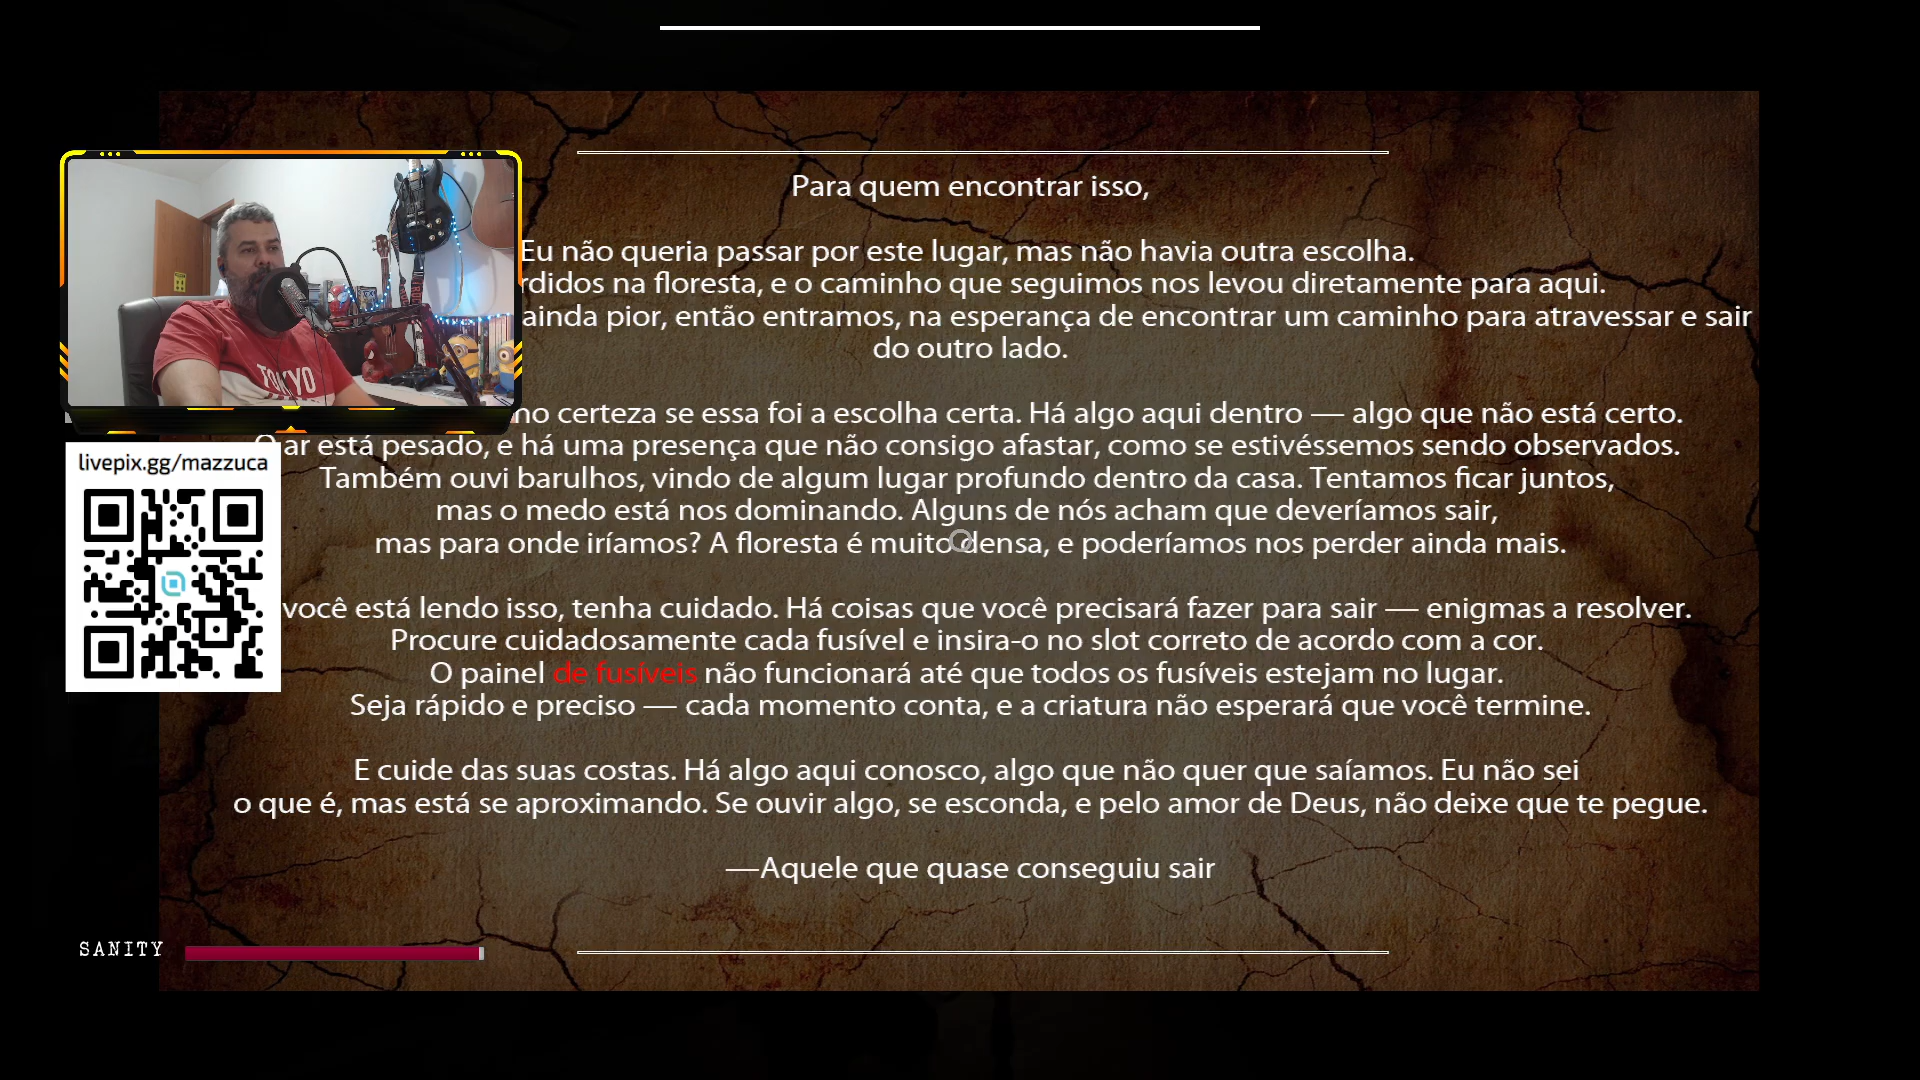 Para quem encontrar isso,
Eu não queria passar por este lugar, mas não havia outra escolha.
na floresta, e o caminho que seguimos nos levou diretamente para aqui.
ainda pior, então entramos, na esperança de encontrar um caminho para atravessar e sair
do outro lado.
certeza se essa foi a escolha certa. Há algo aqui dentro — algo que não está certo.
O ar está pesado, e há uma presença que não consigo afastar, como se estivéssemos sendo observados.
Também ouvi barulhos, vindo de algum lugar profundo dentro da casa. Tentamos ficar juntos,
mas o medo está nos dominando. Alguns de nós acham que deveríamos sair,
mas para onde iríamos? A floresta é muito densa, e poderíamos nos perder ainda mais.
você está lendo isso, tenha cuidado. Há coisas que você precisará fazer para sair — enigmas a resolver.
Procure cuidadosamente cada fusível e insira-o no slot correto de acordo com a cor.
O painel de fusíveis não funcionará até que todos os fusíveis estejam no lugar.
Seja rápido e preciso — cada momento conta, e a criatura não esperará que você termine.
E cuide das suas costas. Há algo aqui conosco, algo que não quer que saíamos. Eu não sei
o que é, mas está se aproximando. Se ouvir algo, se esconda, e pelo amor de Deus, não deixe que te pegue.
—Aquele que quase conseguiu sair
TOKYO
livepix.gg/mazzuca
SANITY